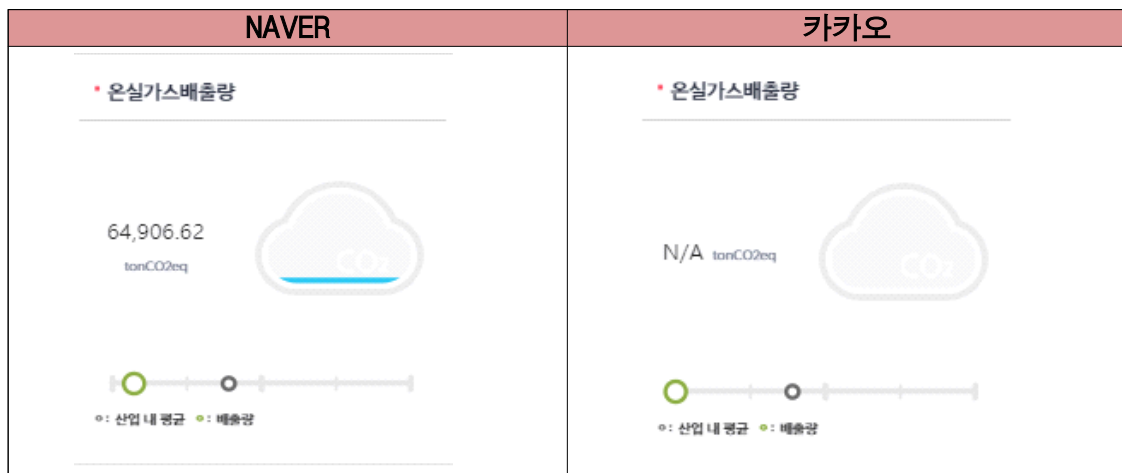 NAVER
카카오
* 온실가스배출량
* 온실가스배출량
64,906.62
tonCO2eq
CO2
N/A tonCO2eq
CO2
○: 산업 내 평균 ○: 배출량
○: 산업 내 평균 ○: 배출량